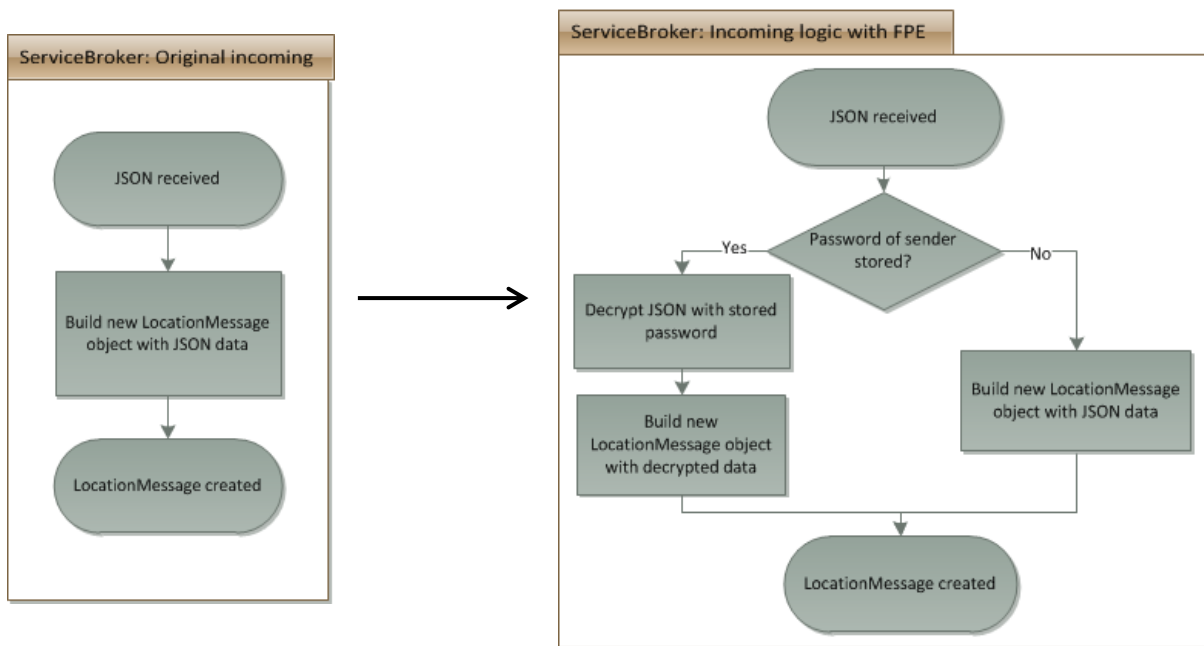 ServiceBroker: Original incoming
JSON received
Build new LocationMessage
object with JSON data
LocationMessage created
ServiceBroker: Incoming logic with FPE
JSON received
Password of sender
stored?
Yes
No
Decrypt JSON with stored
password
Build new
LocationMessage object
with decrypted data
Build new LocationMessage
object with JSON data
LocationMessage created